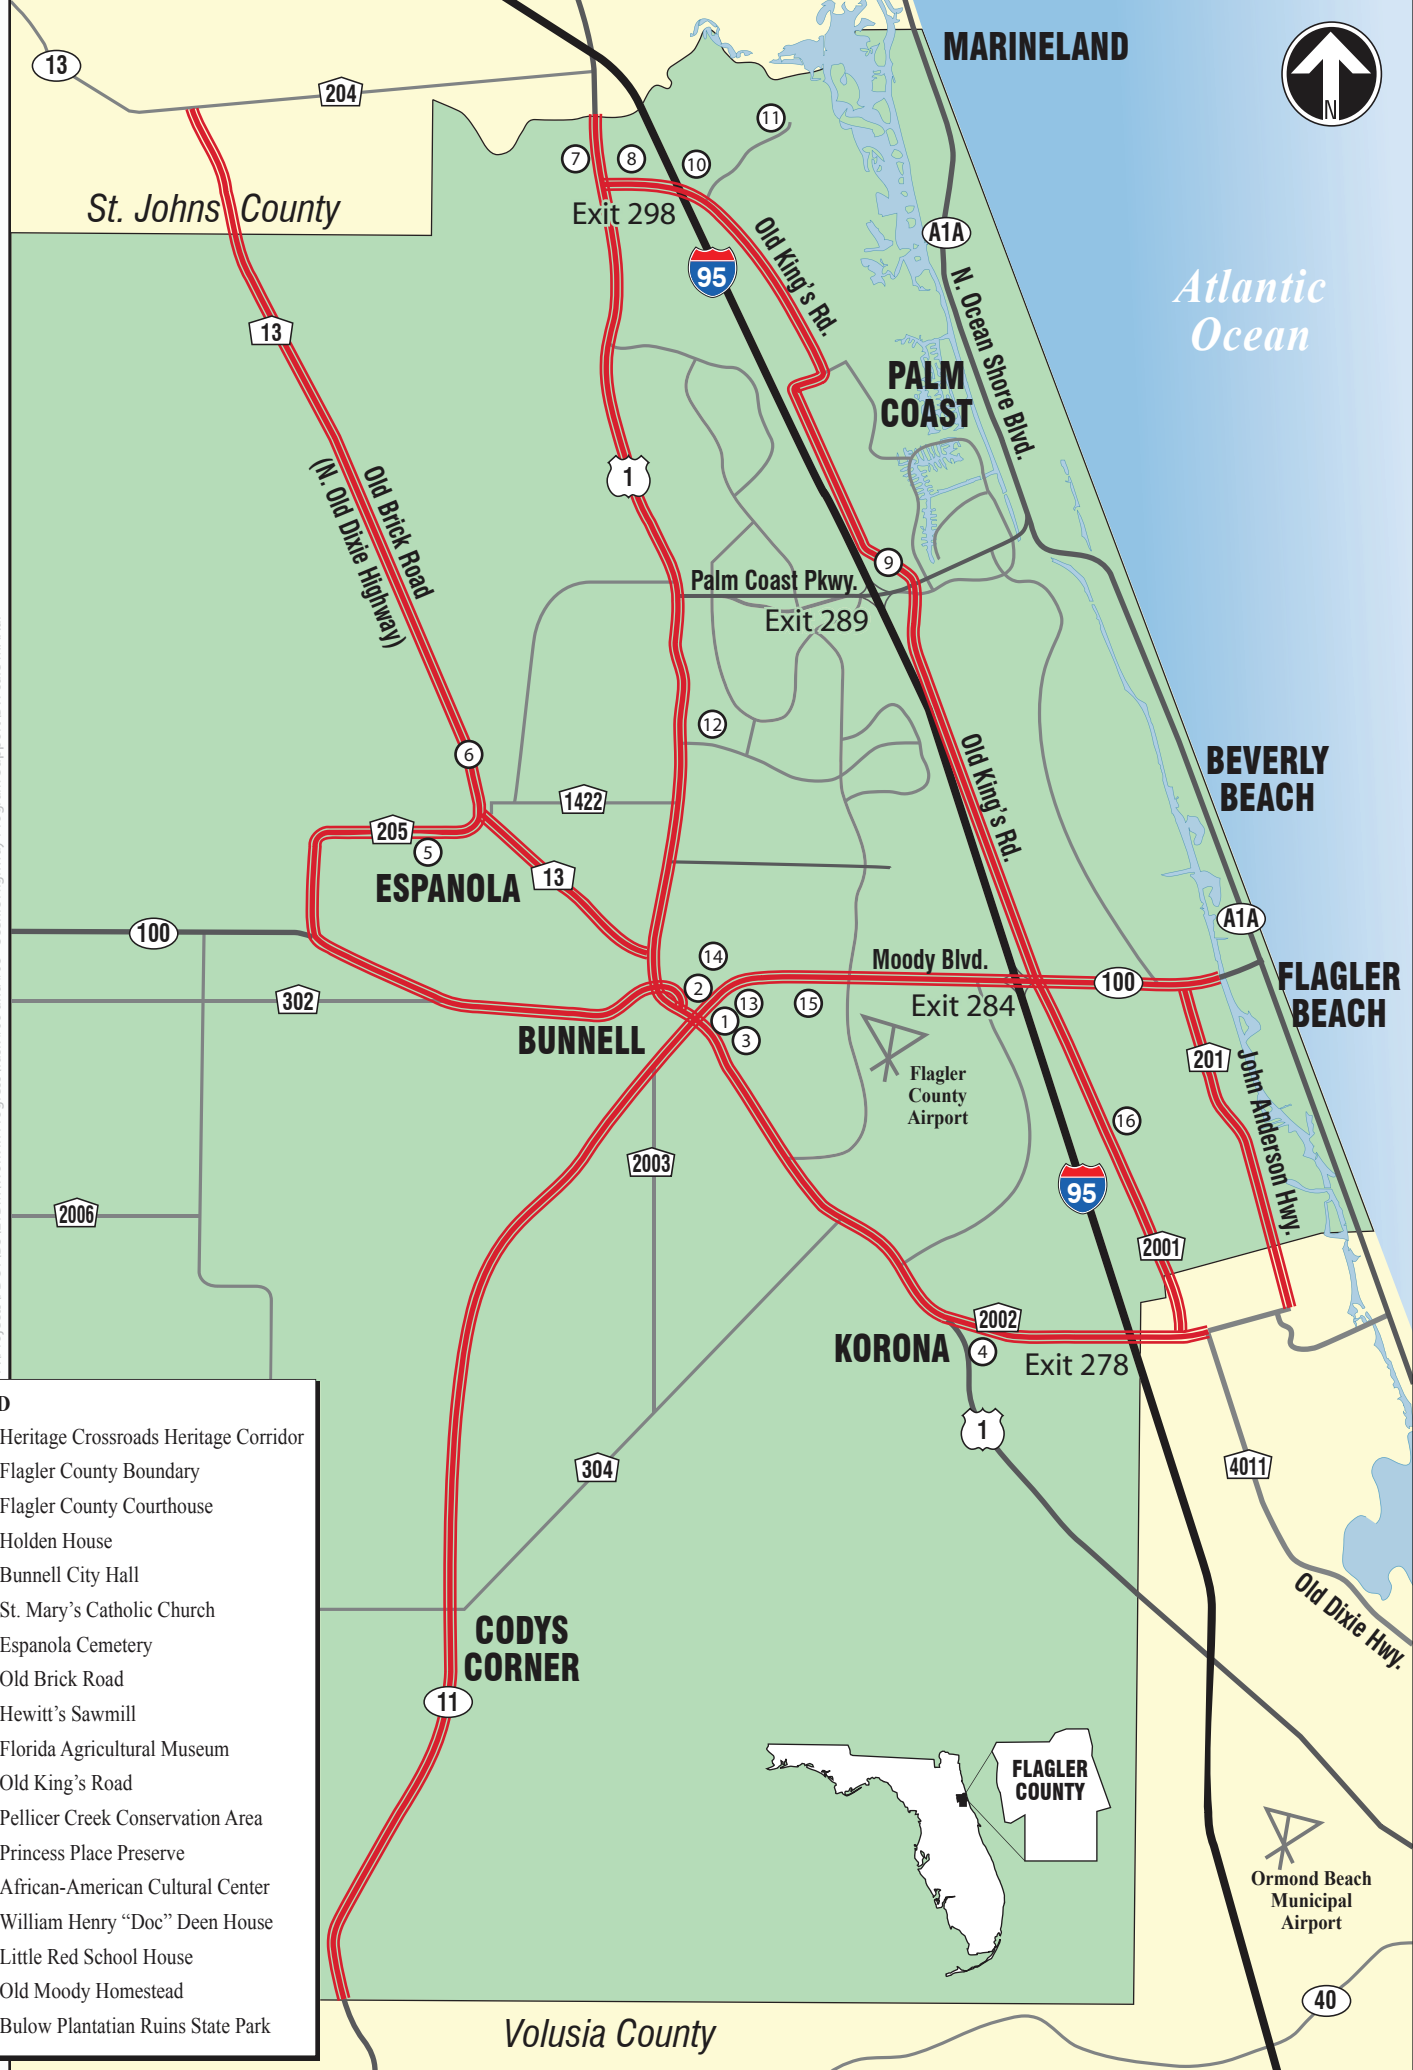 MARINELAND
N
13
204
11
7
8
10
St. Johns County
Exit 298
A1A
95
Old King's Rd.
N. Ocean Shore Blvd.
Atlantic
Ocean
13
PALM
COAST
1
Old Brick Road
(N. Old Dixie Highway)
9
Palm Coast Pkwy.
Exit 289
12
6
Old King's Rd.
BEVERLY
BEACH
1422
205
5
13
ESPANOLA
A1A
100
14
Moody Blvd.
FLAGLER
BEACH
100
2
302
13
15
Exit 284
1
BUNNELL
3
201
John Anderson Hwy.
Flagler
County
Airport
16
2003
95
2006
2001
2002
KORONA
4
Exit 278
D
1
Heritage Crossroads Heritage Corridor
Flagler County Boundary
Flagler County Courthouse
Holden House
Bunnell City Hall
St. Mary's Catholic Church
Espanola Cemetery
Old Brick Road
Hewitt's Sawmill
Florida Agricultural Museum
Old King's Road
Pellicer Creek Conservation Area
Princess Place Preserve
African-American Cultural Center
William Henry “Doc” Deen House
Little Red School House
Old Moody Homestead
Bulow Plantatian Ruins State Park
304
4011
Old Dixie Hwy.
CODYS
CORNER
11
FLAGLER
COUNTY
Ormond Beach
Municipal
Airport
40
Volusia County